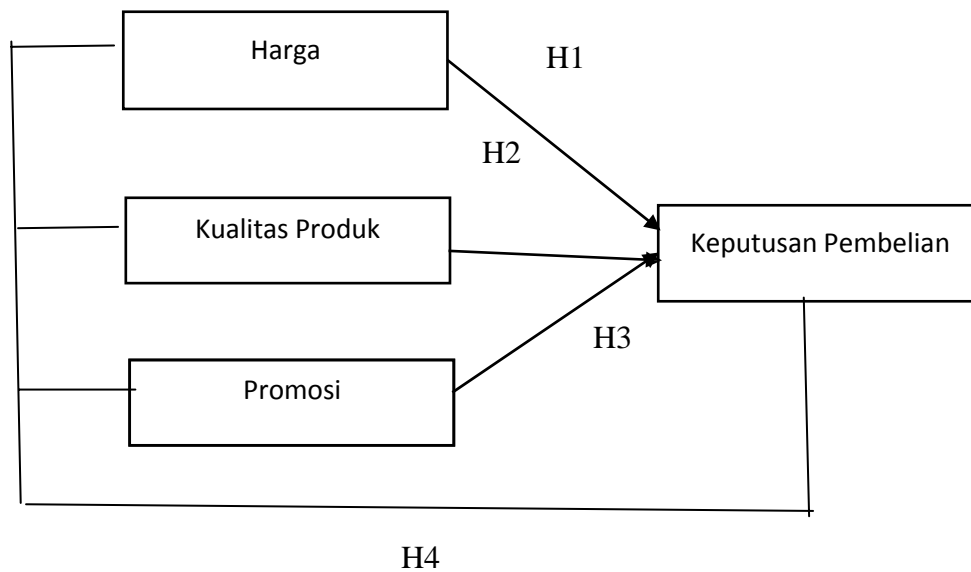 Harga
H1
H2
Kualitas Produk
Keputusan Pembelian
H3
Promosi
H4